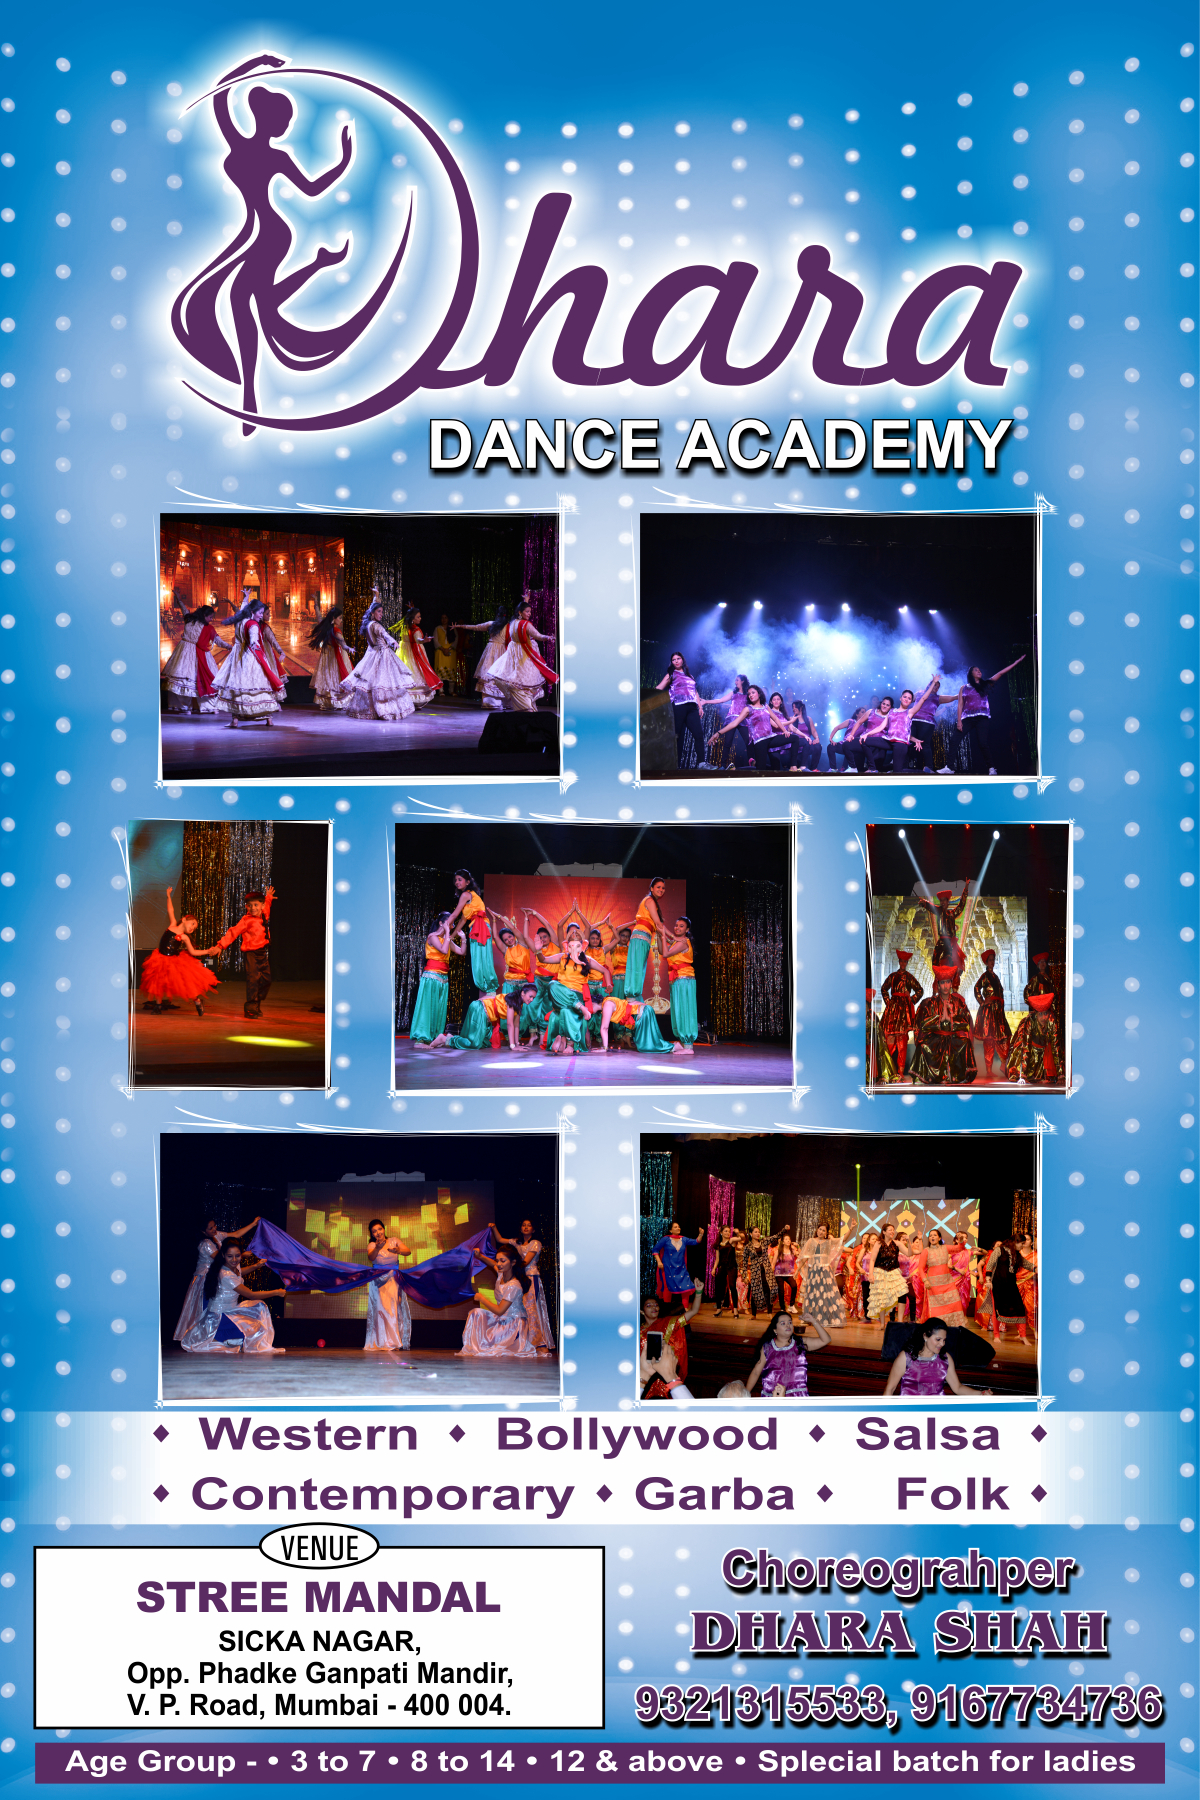 Dhara
DANCE ACADEMY
• Western • Bollywood • Salsa •
• Contemporary • Garba • Folk •
VENUE
STREE MANDAL
SICKA NAGAR,
Opp. Phadke Ganpati Mandir,
V. P. Road, Mumbai - 400 004.
Choreograhper
DHARA SHAH
9321315533, 9167734736
Age Group - • 3 to 7 • 8 to 14 • 12 & above • Splecial batch for ladies